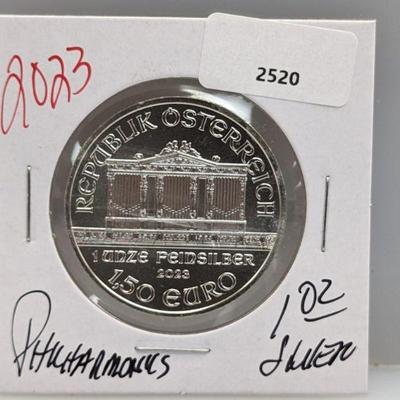 2023
2520
REPUBLIK ÖSTERREICH
1 UNZE FEINSILBER
2023
1,50 EURO
1 oz
SILVER
PHILHARMONICS